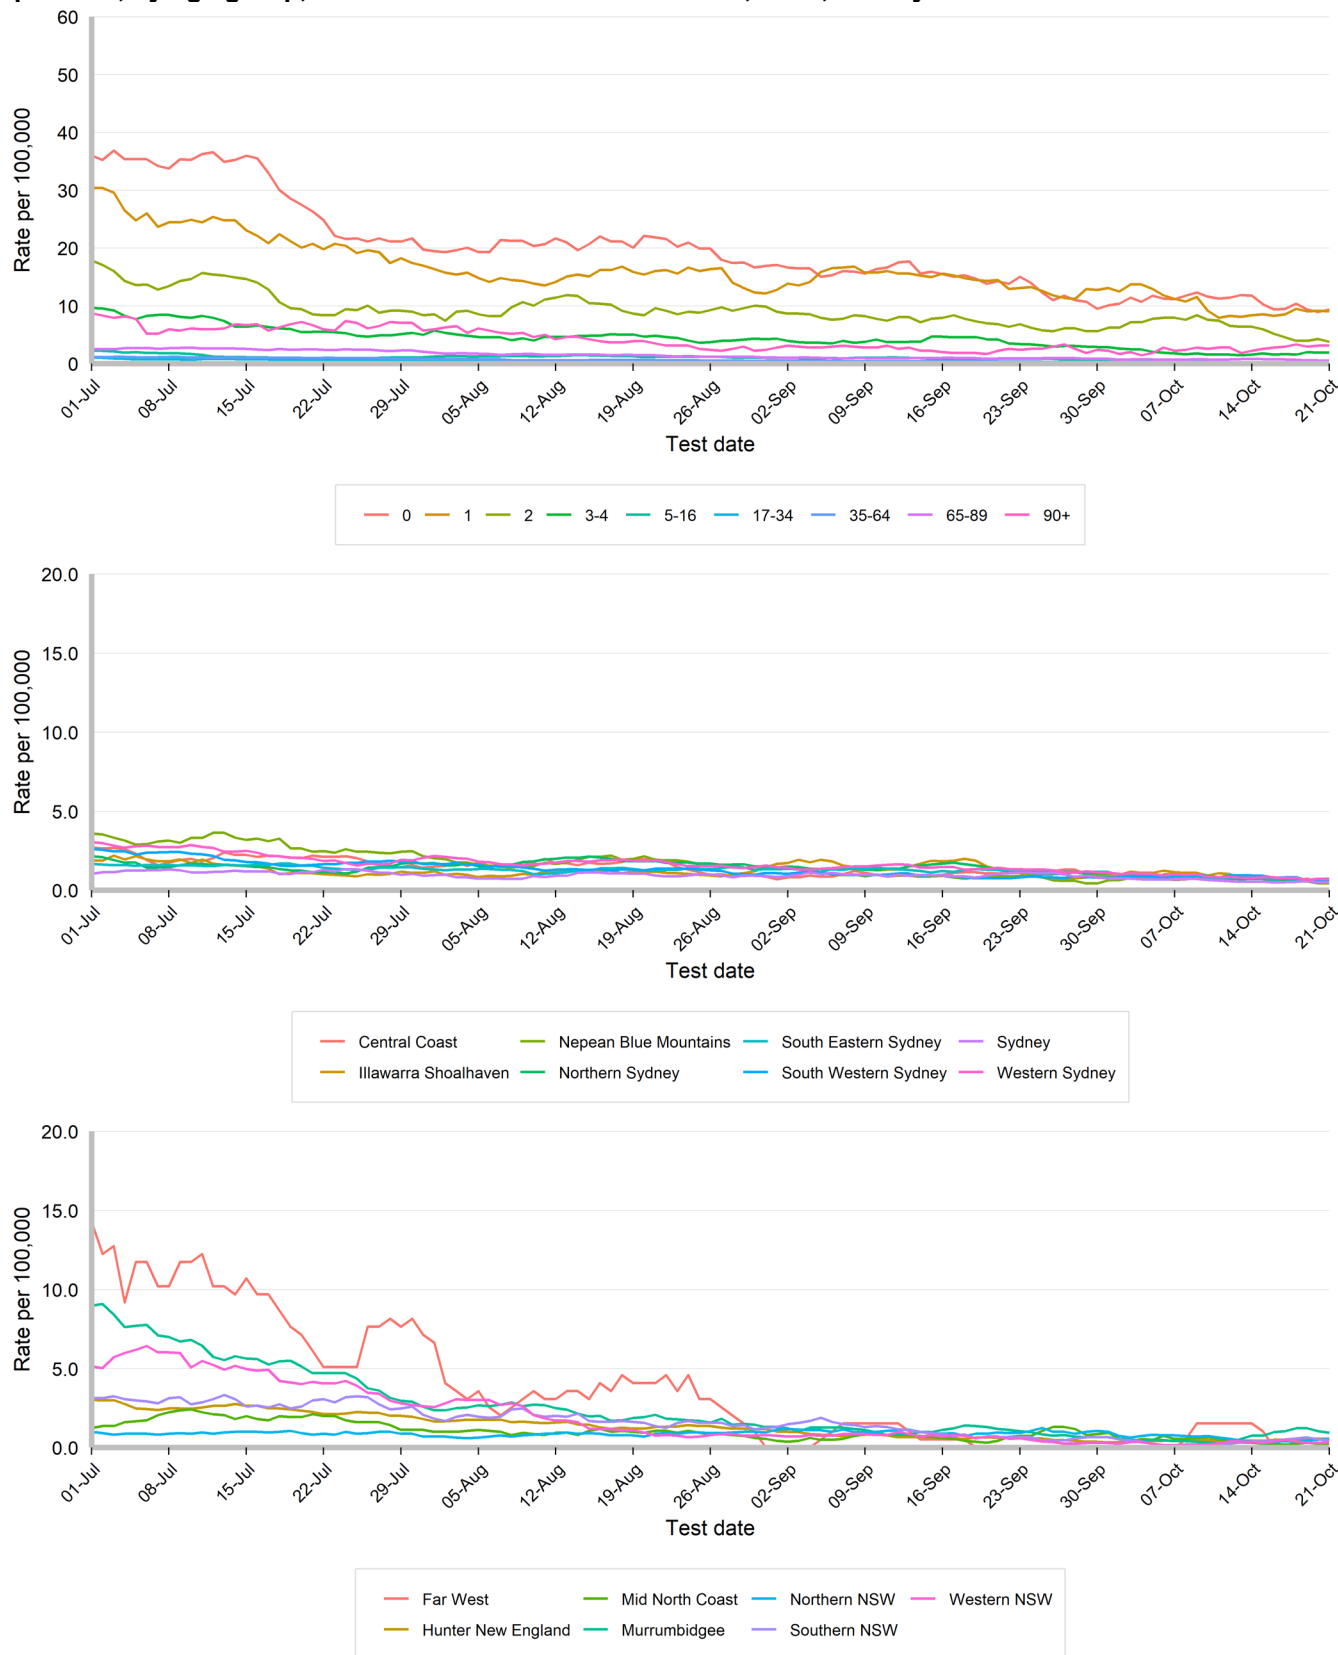 60
50
40
30
20
10
0
Rate per 100,000
01-Jul 08-Jul 15-Jul 22-Jul 29-Jul 05-Aug 12-Aug 19-Aug 26-Aug 02-Sep 09-Sep 16-Sep 23-Sep 30-Sep 07-Oct 14-Oct 21-Oct
Test date
0 1 2 3-4 5-16 17-34 35-64 65-89 90+
20.0
15.0
10.0
5.0
0.0
Rate per 100,000
01-Jul 08-Jul 15-Jul 22-Jul 29-Jul 05-Aug 12-Aug 19-Aug 26-Aug 02-Sep 09-Sep 16-Sep 23-Sep 30-Sep 07-Oct 14-Oct 21-Oct
Test date
Central Coast Nepean Blue Mountains South Eastern Sydney Sydney
Illawarra Shoalhaven Northern Sydney South Western Sydney Western Sydney
20.0
15.0
10.0
5.0
0.0
Rate per 100,000
01-Jul 08-Jul 15-Jul 22-Jul 29-Jul 05-Aug 12-Aug 19-Aug 26-Aug 02-Sep 09-Sep 16-Sep 23-Sep 30-Sep 07-Oct 14-Oct 21-Oct
Test date
Far West Mid North Coast Northern NSW Western NSW
Hunter New England Murrumbidgee Southern NSW